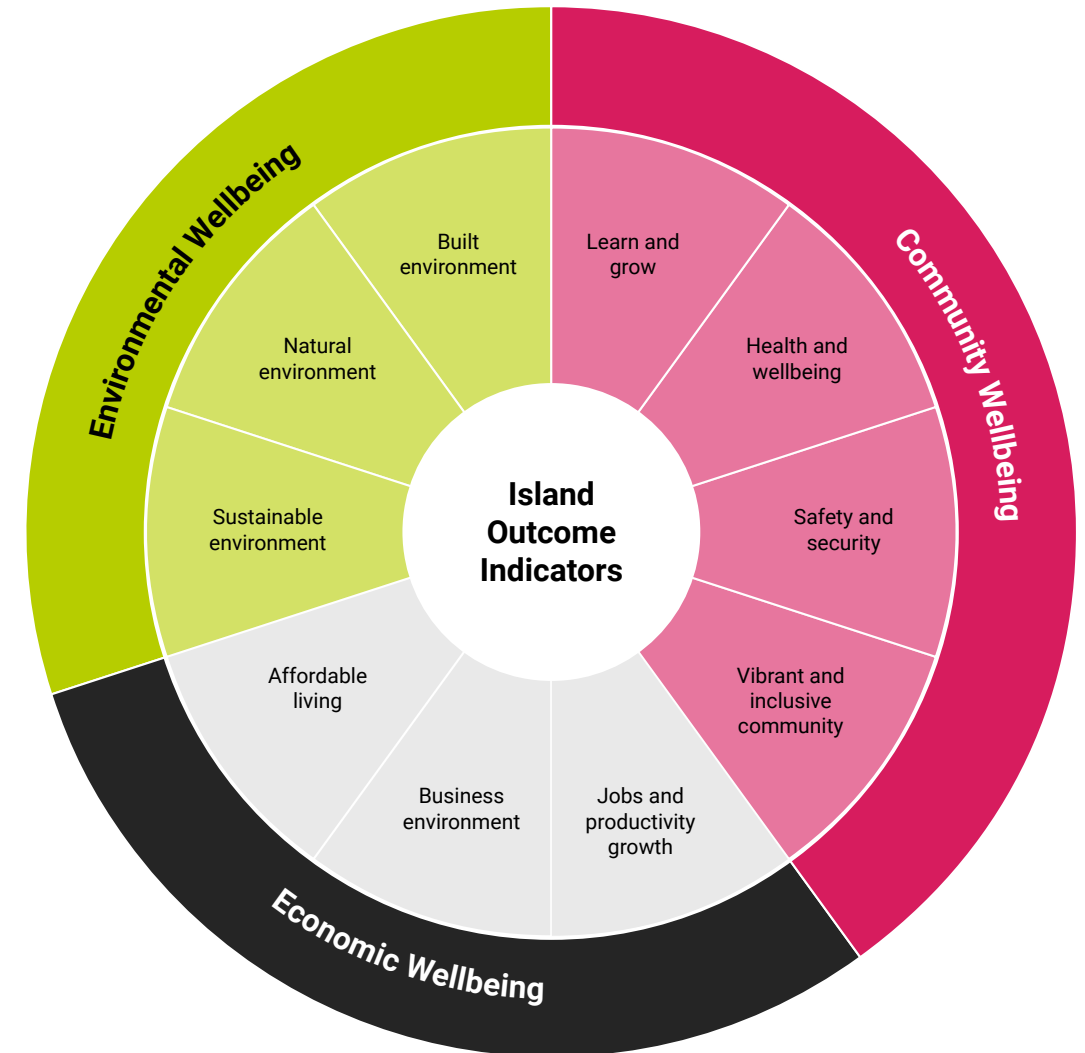 Island
Outcome
Indicators
Community Wellbeing
Learn and
grow
Health and
wellbeing
Safety and
security
Vibrant and
inclusive
community
Economic Wellbeing
Jobs and
productivity
growth
Business
environment
Affordable
living
Environmental Wellbeing
Sustainable
environment
Natural
environment
Built
environment